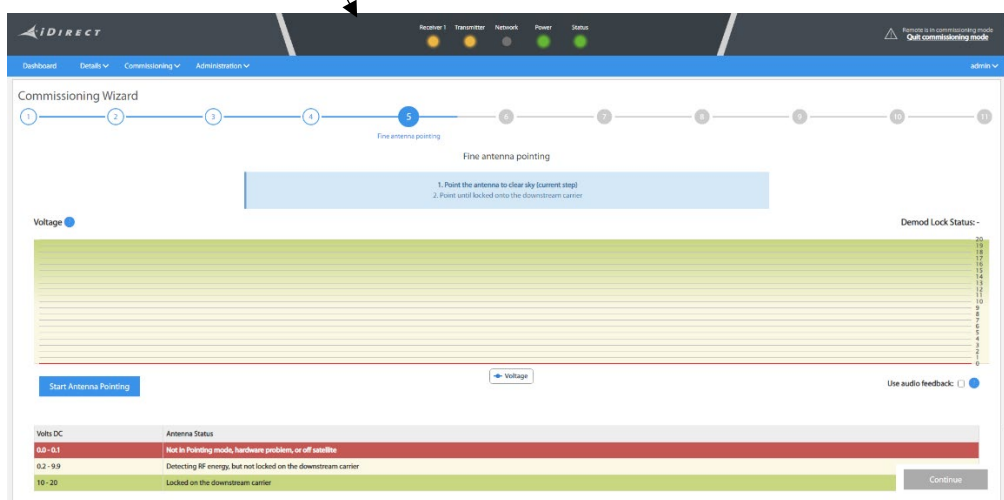 iDIRECT
Receiver 1 Transmitter Network Power Status
Remote is in commissioning mode
Quit commissioning mode
Dashboard Details Commissioning Administration admin
Commissioning Wizard
1 2 3 4 5 6 7 8 9 10 11
Fine antenna pointing
Fine antenna pointing
1. Point the antenna to clear sky (current step)
2. Point until locked onto the downstream carrier
Voltage Demod Lock Status: -
20
19
18
17
16
15
14
13
12
11
10
9
8
7
6
5
4
3
2
1
0
Voltage
Start Antenna Pointing Use audio feedback:
Volts DC Antenna Status
0.0 - 0.1 Not in Pointing mode, hardware problem, or off satellite
0.2 - 9.9 Detecting RF energy, but not locked on the downstream carrier
10 - 20 Locked on the downstream carrier
Continue